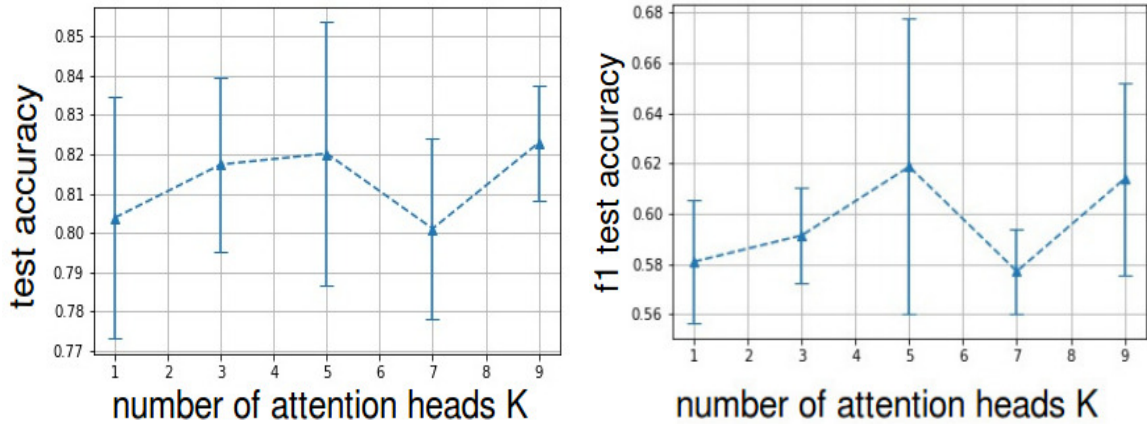 test accuracy
0.85
0.84
0.83
0.82
0.81
0.80
0.79
0.78
0.77
1 2 3 4 5 6 7 8 9
number of attention heads K
f1 test accuracy
0.68
0.66
0.64
0.62
0.60
0.58
0.56
1 2 3 4 5 6 7 8 9
number of attention heads K